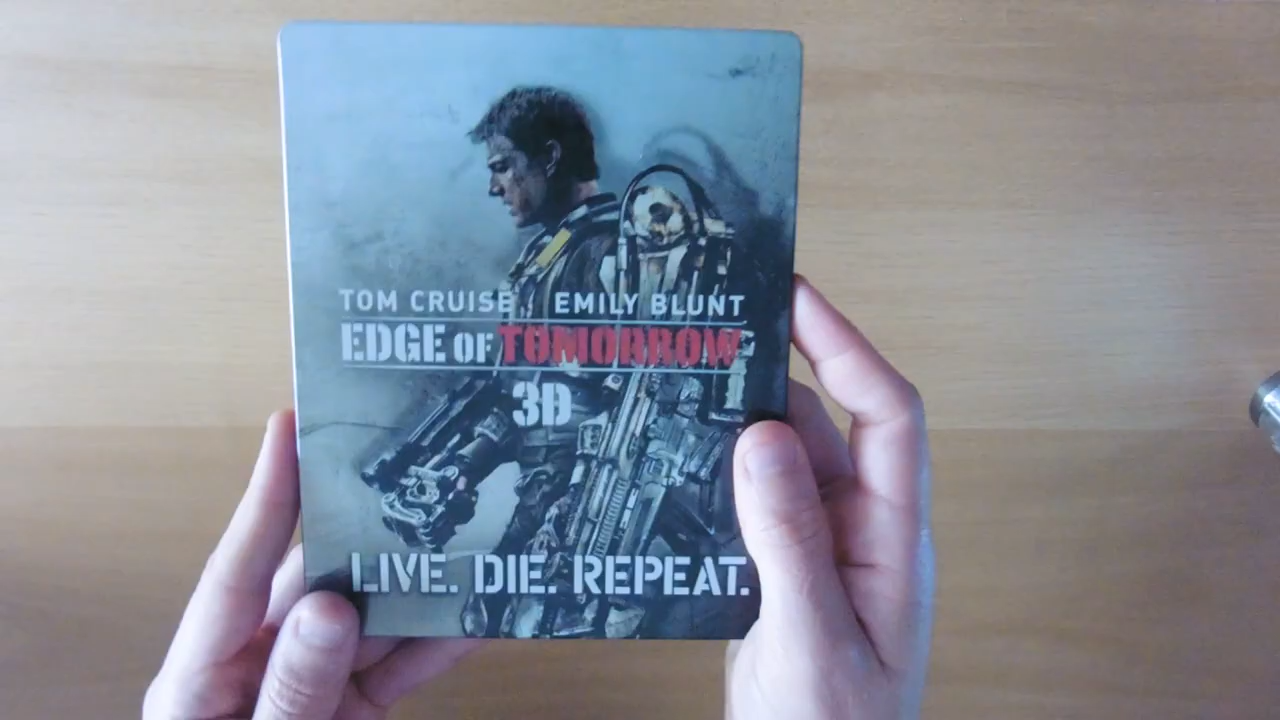 TOM CRUISE EMILY BLUNT
EDGE OF TOMORROW
3D
LIVE. DIE. REPEAT.